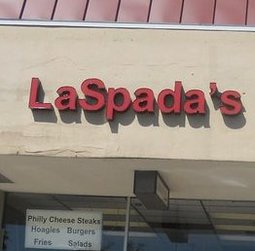 LaSpada's
Philly Cheese Steaks
Hoagies Burgers
Fries Salads